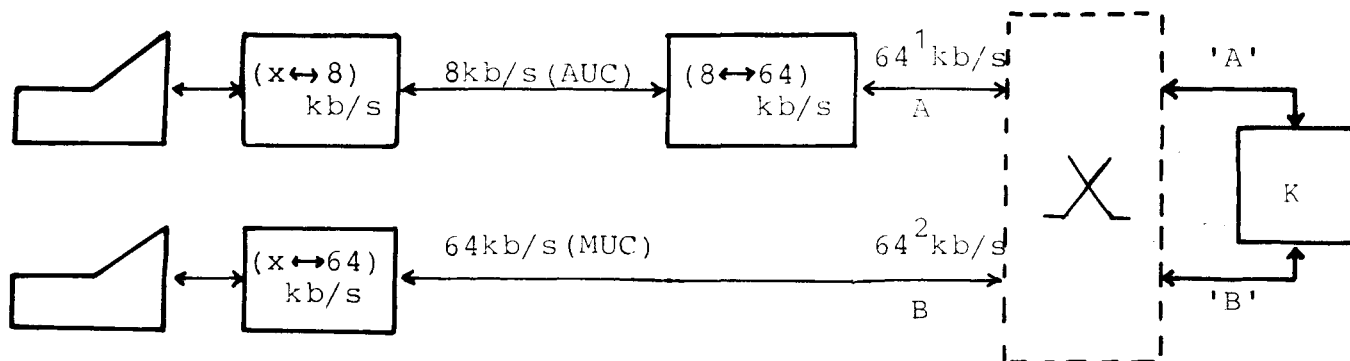 (x↔8)
kb/s
8kb/s(AUC)
(8↔64)
kb/s
64¹kb/s
A
'A'
K
(x↔64)
kb/s
64kb/s(MUC)
64²kb/s
B
'B'